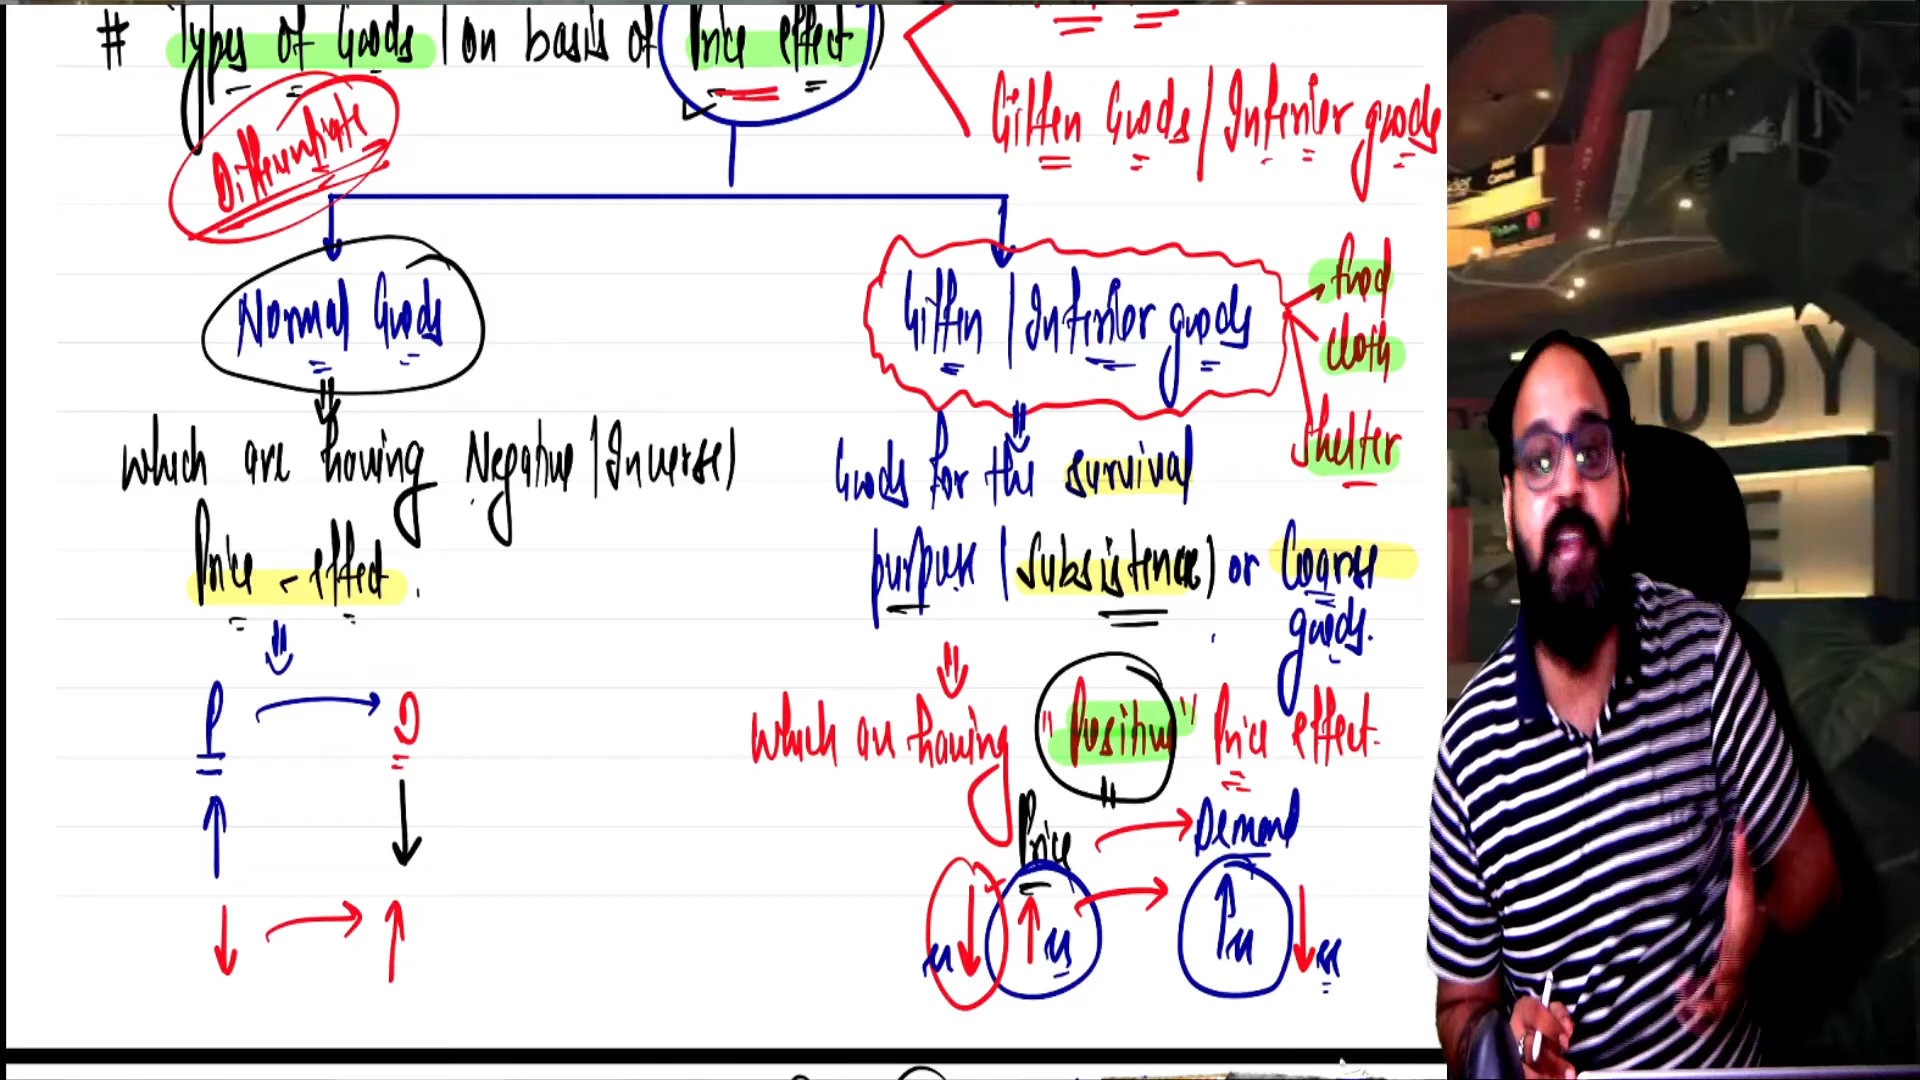 # Types of Goods (on basis of Price effect)
Giffen Goods / Inferior goods
Differentiate
Normal Goods
Giffen / Inferior goods
food
cloth
shelter
which are having Negative (Inverse)
Price - effect.
Goods for the survival
purpose (subsistence) or Coarse
goods.
P → D
↑ ↓
↓ → ↑
which are having "Positive" Price effect.
Price → Demand
↓ ↑ → ↑ ↓
STUDY